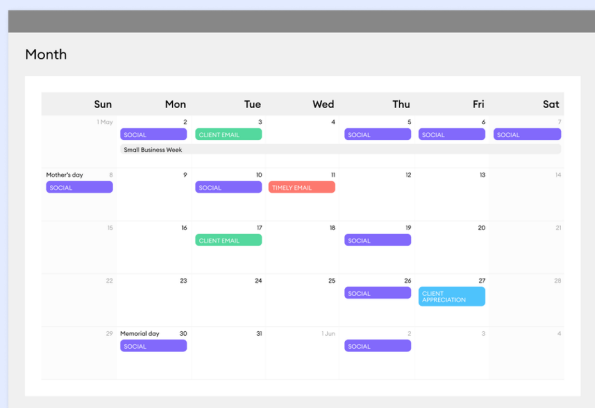 Month
Sun Mon Tue Wed Thu Fri Sat
1 May 2 3 4 5 6 7
SOCIAL CLIENT EMAIL SOCIAL SOCIAL SOCIAL
Small Business Week
Mother's day 8 9 10 11 12 13 14
SOCIAL SOCIAL TIMELY EMAIL
15 16 17 18 19 20 21
CLIENT EMAIL SOCIAL
22 23 24 25 26 27 28
SOCIAL CLIENT
APPRECIATION
29 Memorial day 30 31 1 Jan 2 3 4
SOCIAL SOCIAL